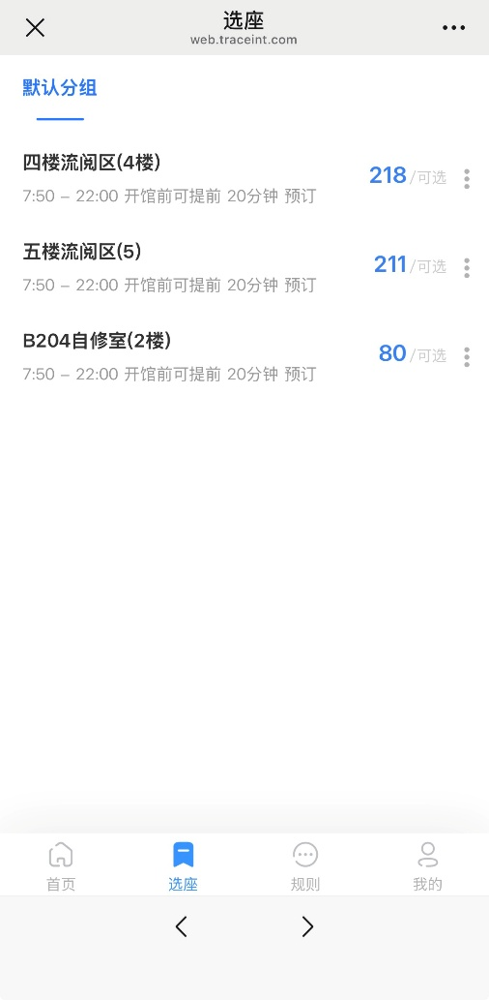 选座
web.traceint.com
默认分组
四楼流阅区(4楼)
218/可选
7:50 – 22:00 开馆前可提前 20分钟 预订
五楼流阅区(5)
211/可选
7:50 – 22:00 开馆前可提前 20分钟 预订
B204自修室(2楼)
80/可选
7:50 – 22:00 开馆前可提前 20分钟 预订
首页 选座 规则 我的